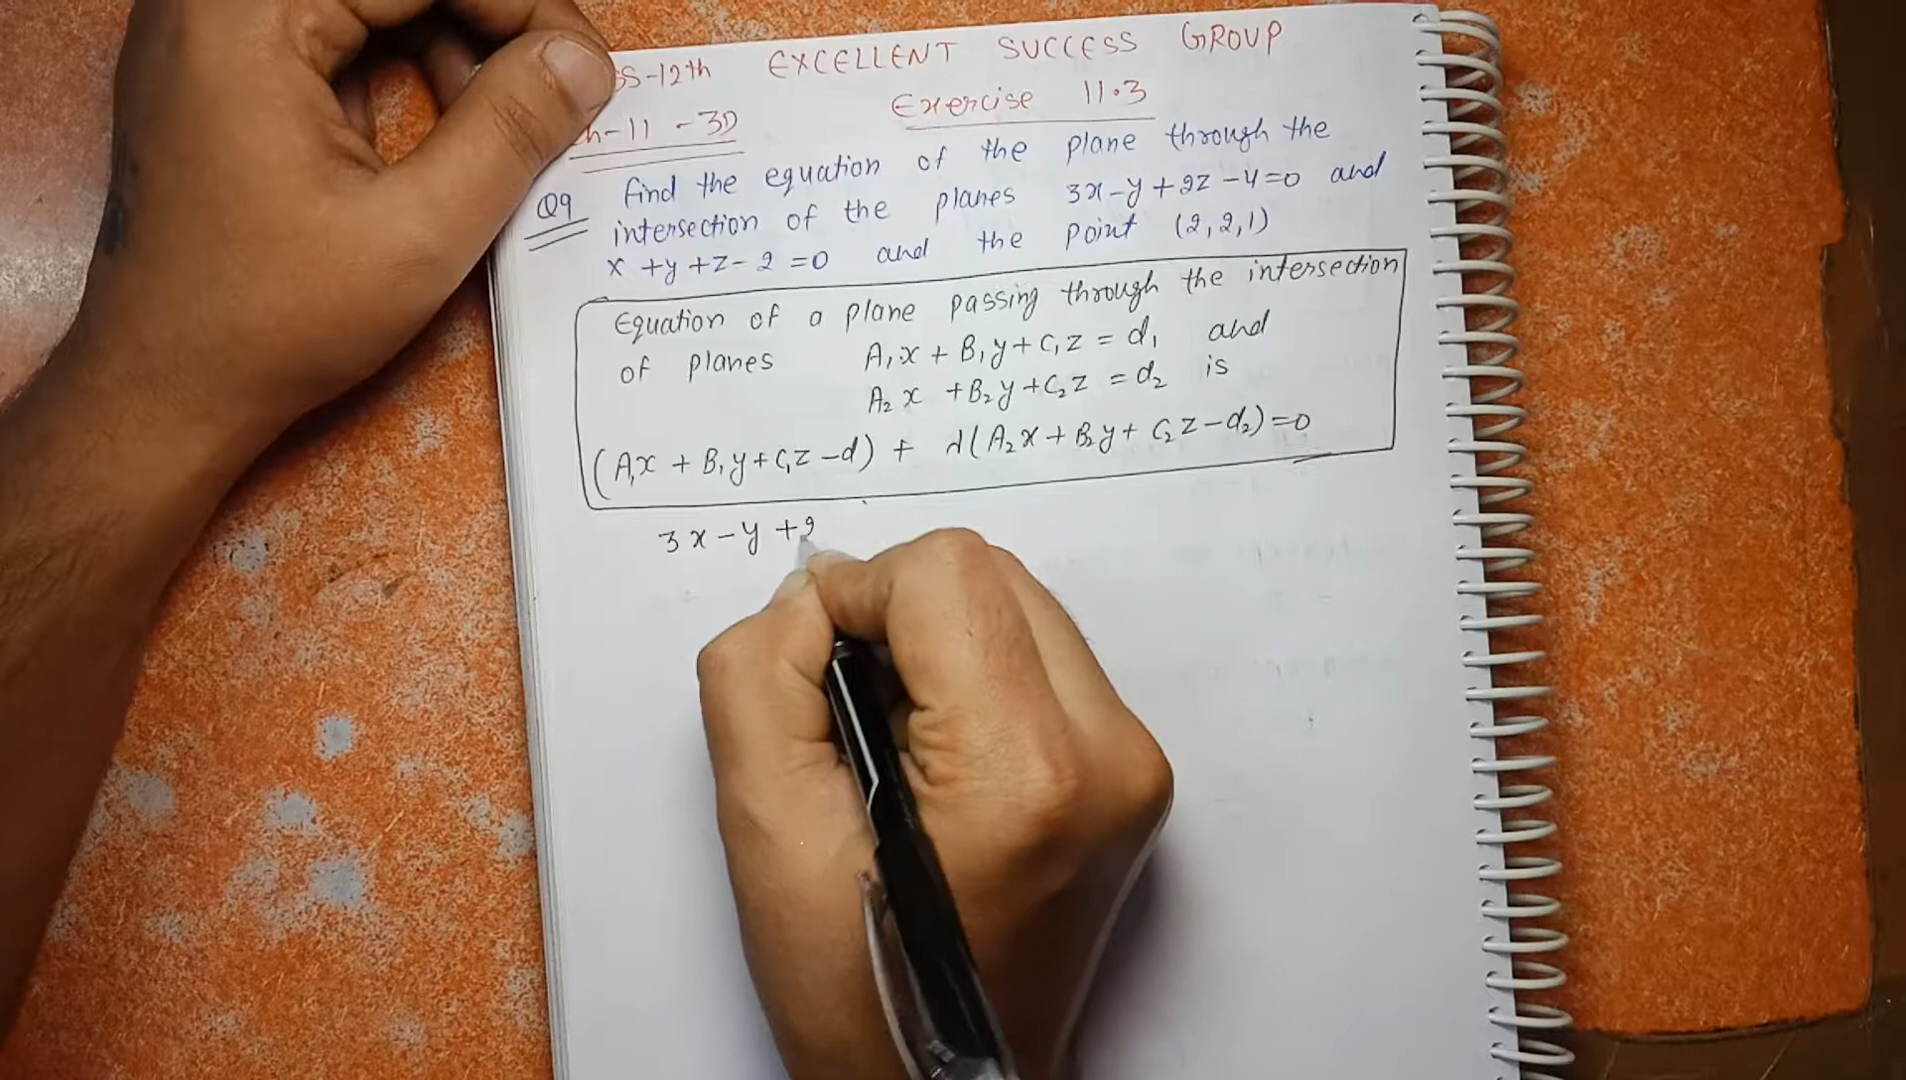 SS-12th EXCELLENT SUCCESS GROUP
h-11 - 3D Exercise 11.3
Q9 find the equation of the plane through the
intersection of the planes 3x-y+2z-4=0 and
x+y+z-2=0 and the point (2,2,1)
Equation of a plane passing through the intersection
of planes A₁x + B₁y + C₁z = d₁ and
A₂x + B₂y + C₂z = d₂ is
(A₁x + B₁y + C₁z - d) + λ(A₂x + B₂y + C₂z - d₂) = 0
3x - y + 2